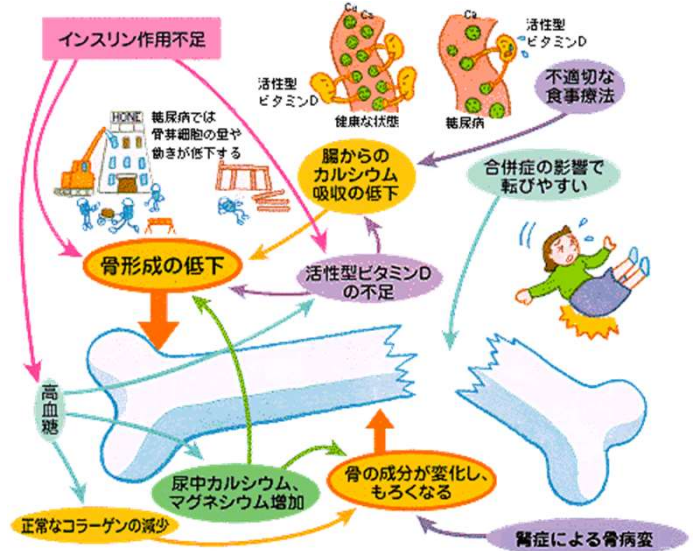 インスリン作用不足
Ca
Ca
活性型
ビタミンD
健康な状態
Ca
活性型
ビタミンD
糖尿病
不適切な
食事療法
HONE
糖尿病では
骨芽細胞の量や
働きが低下する
腸からの
カルシウム
吸収の低下
合併症の影響で
転びやすい
骨形成の低下
活性型ビタミンD
の不足
高血糖
尿中カルシウム、
マグネシウム増加
骨の成分が変化し、
もろくなる
正常なコラーゲンの減少
腎症による骨病変